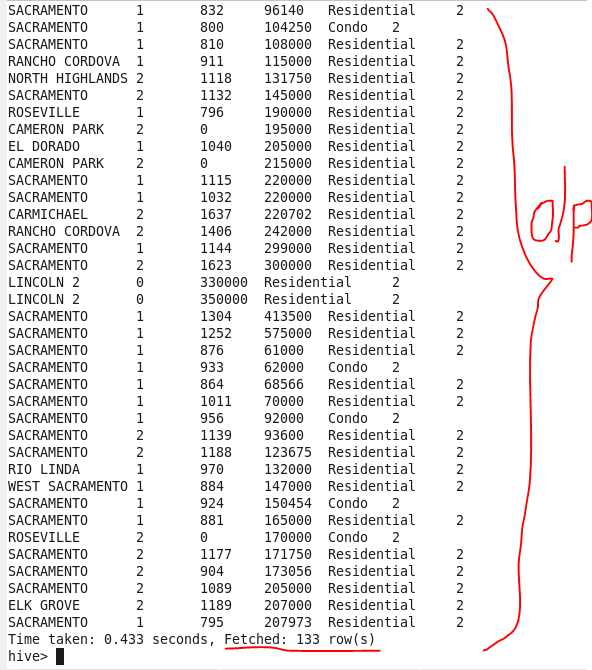 SACRAMENTO 1 832 96140 Residential 2
SACRAMENTO 1 800 104250 Condo 2
SACRAMENTO 1 810 108000 Residential 2
RANCHO CORDOVA 1 911 115000 Residential 2
NORTH HIGHLANDS 2 1118 131750 Residential 2
SACRAMENTO 2 1132 145000 Residential 2
ROSEVILLE 1 796 190000 Residential 2
CAMERON PARK 2 0 195000 Residential 2
EL DORADO 1 1040 205000 Residential 2
CAMERON PARK 2 0 215000 Residential 2
SACRAMENTO 1 1115 220000 Residential 2
SACRAMENTO 1 1032 220000 Residential 2
CARMICHAEL 2 1637 220702 Residential 2
RANCHO CORDOVA 2 1406 242000 Residential 2
SACRAMENTO 1 1144 299000 Residential 2
SACRAMENTO 2 1623 300000 Residential 2
LINCOLN 2 0 330000 Residential 2
LINCOLN 2 0 350000 Residential 2
SACRAMENTO 1 1304 413500 Residential 2
SACRAMENTO 1 1252 575000 Residential 2
SACRAMENTO 1 876 61000 Residential 2
SACRAMENTO 1 933 62000 Condo 2
SACRAMENTO 1 864 68566 Residential 2
SACRAMENTO 1 1011 70000 Residential 2
SACRAMENTO 1 956 92000 Condo 2
SACRAMENTO 2 1139 93600 Residential 2
SACRAMENTO 2 1188 123675 Residential 2
RIO LINDA 1 970 132000 Residential 2
WEST SACRAMENTO 1 884 147000 Residential 2
SACRAMENTO 1 924 150454 Condo 2
SACRAMENTO 1 881 165000 Residential 2
ROSEVILLE 2 0 170000 Condo 2
SACRAMENTO 2 1177 171750 Residential 2
SACRAMENTO 2 904 173056 Residential 2
SACRAMENTO 2 1089 205000 Residential 2
ELK GROVE 2 1189 207000 Residential 2
SACRAMENTO 1 795 207973 Residential 2
Time taken: 0.433 seconds, Fetched: 133 row(s)
hive>
o/p